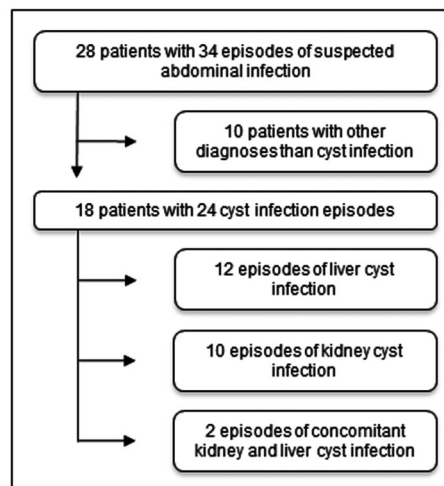 28 patients with 34 episodes of suspected
abdominal infection
10 patients with other
diagnoses than cyst infection
18 patients with 24 cyst infection episodes
12 episodes of liver cyst
infection
10 episodes of kidney cyst
infection
2 episodes of concomitant
kidney and liver cyst infection